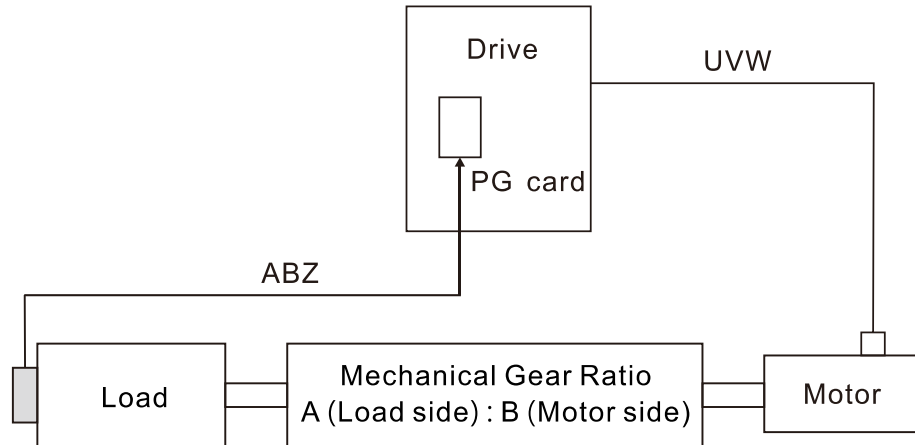 Drive
UVW
PG card
ABZ
Load
Mechanical Gear Ratio
A (Load side) : B (Motor side)
Motor